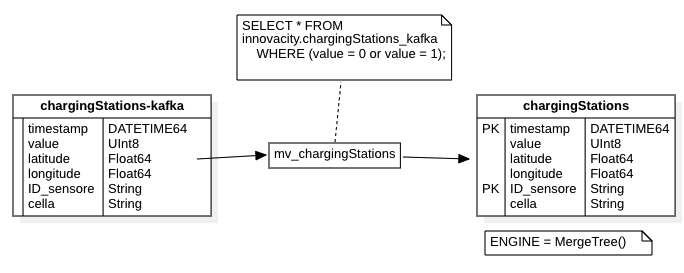 SELECT * FROM
innovacity.chargingStations_kafka
WHERE (value = 0 or value = 1);
chargingStations-kafka
timestamp DATETIME64
value UInt8
latitude Float64
longitude Float64
ID_sensore String
cella String
mv_chargingStations
chargingStations
PK timestamp DATETIME64
value UInt8
latitude Float64
longitude Float64
PK ID_sensore String
cella String
ENGINE = MergeTree()